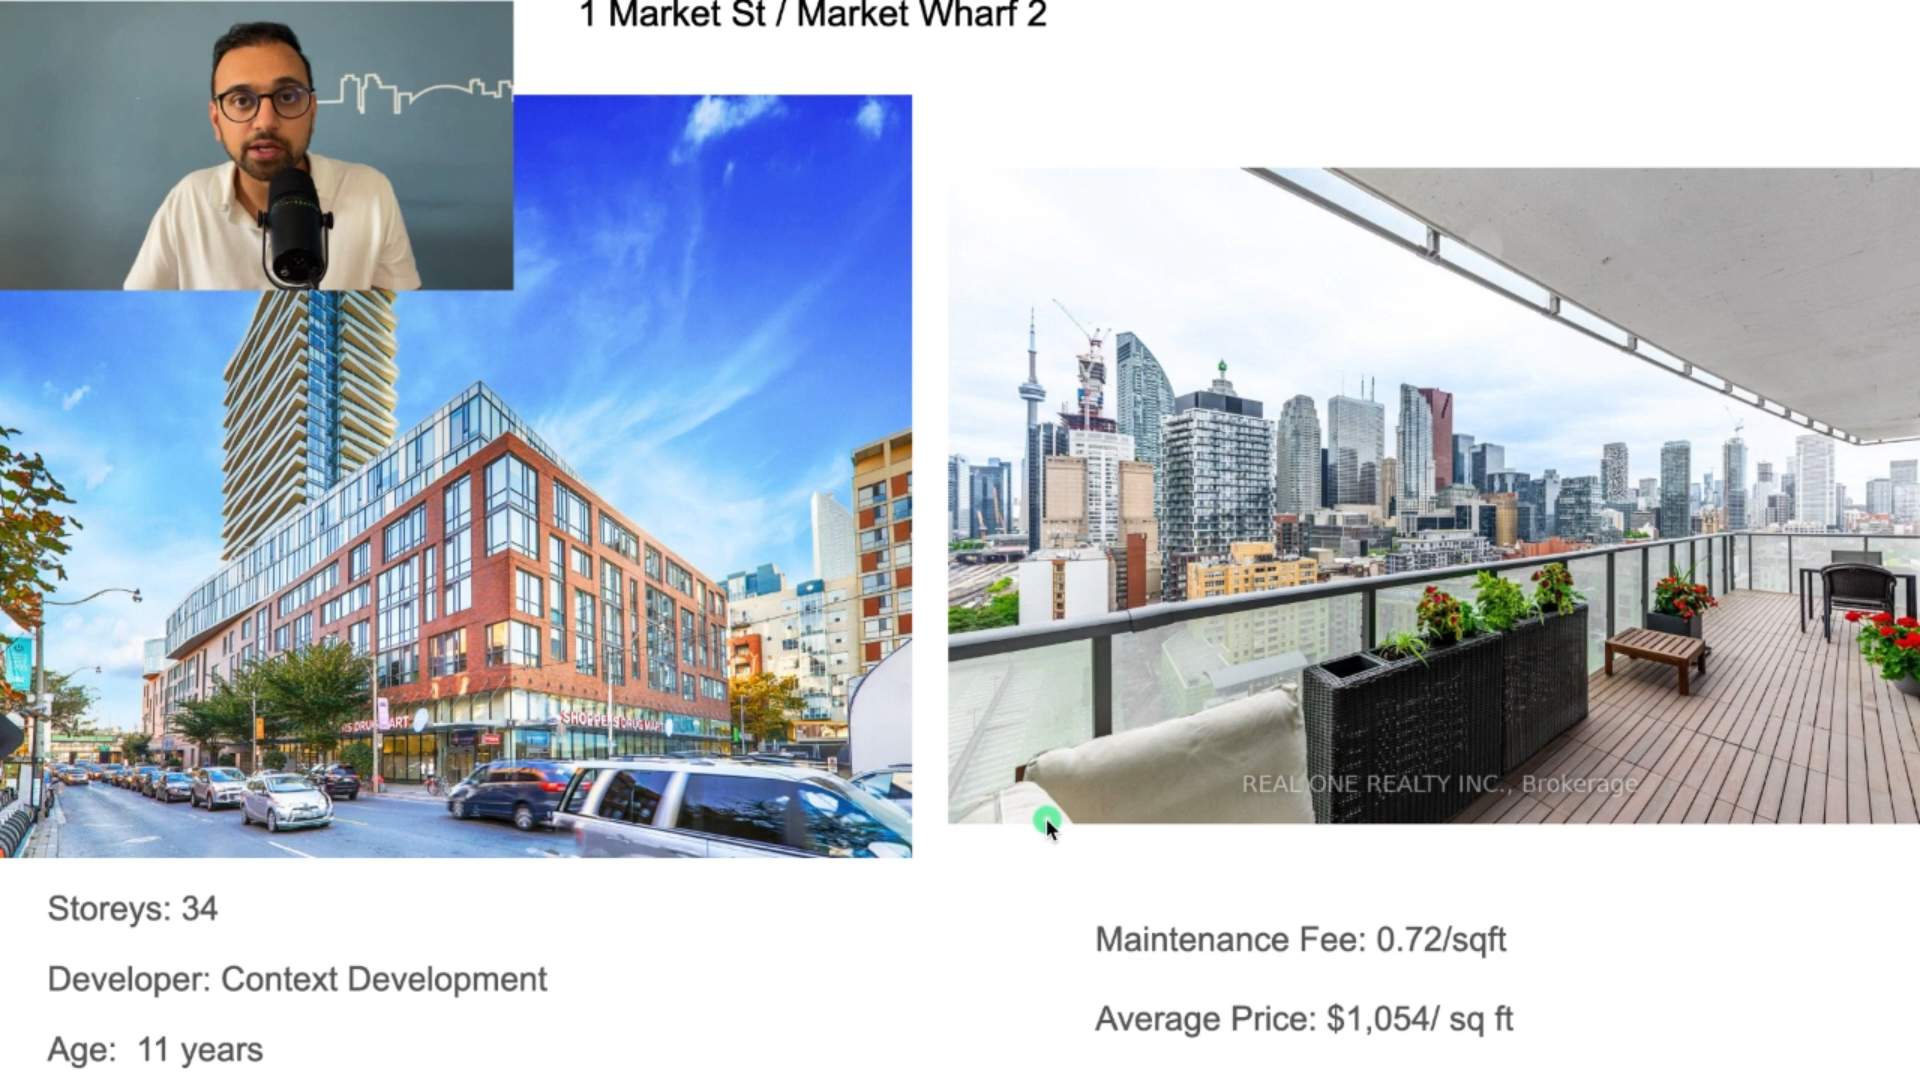 1 Market St / Market Wharf 2
SHOPPERS DRUG MART
REAL ONE REALTY INC., Brokerage
Storeys: 34
Developer: Context Development
Age: 11 years
Maintenance Fee: 0.72/sqft
Average Price: $1,054/ sq ft